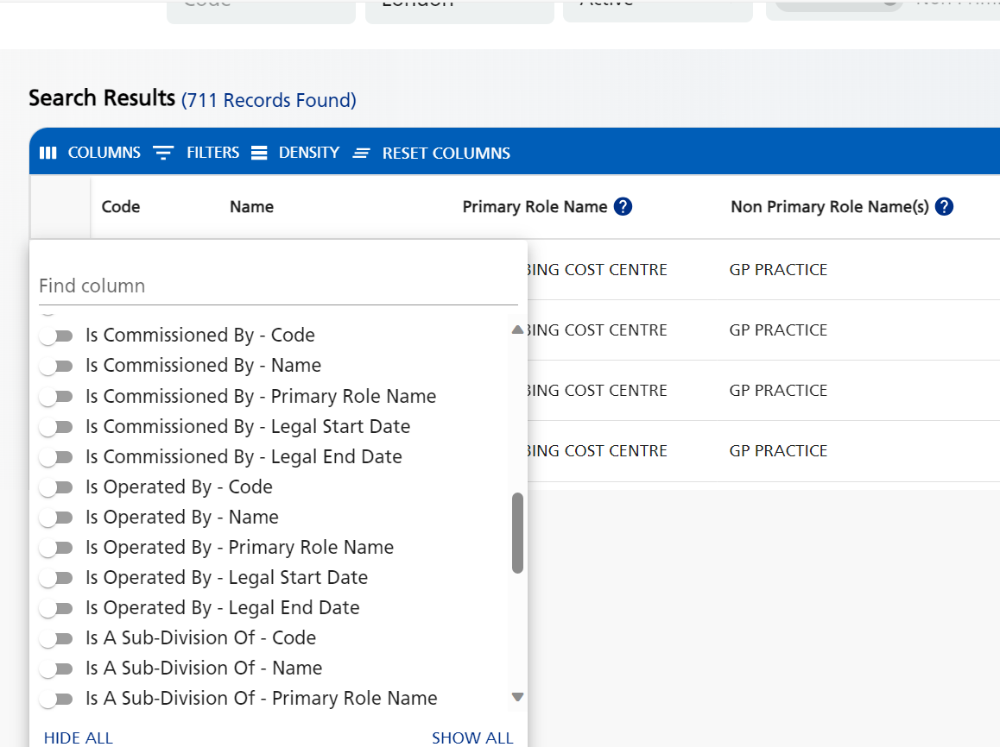 Code London Active Non Prim
Search Results (711 Records Found)
COLUMNS FILTERS DENSITY RESET COLUMNS
Code Name Primary Role Name ? Non Primary Role Name(s) ?
BING COST CENTRE GP PRACTICE
Find column
BING COST CENTRE GP PRACTICE
Is Commissioned By - Code
Is Commissioned By - Name
BING COST CENTRE GP PRACTICE
Is Commissioned By - Primary Role Name
Is Commissioned By - Legal Start Date
BING COST CENTRE GP PRACTICE
Is Commissioned By - Legal End Date
Is Operated By - Code
Is Operated By - Name
Is Operated By - Primary Role Name
Is Operated By - Legal Start Date
Is Operated By - Legal End Date
Is A Sub-Division Of - Code
Is A Sub-Division Of - Name
Is A Sub-Division Of - Primary Role Name
HIDE ALL SHOW ALL